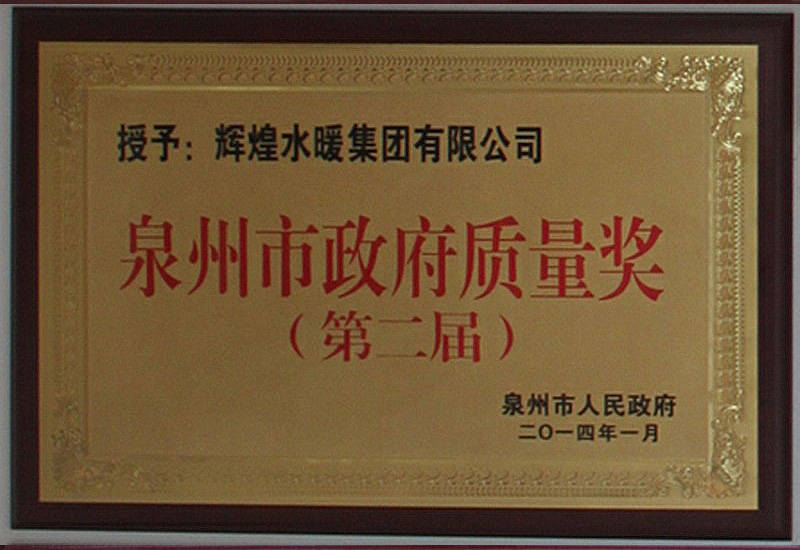 授予：辉煌水暖集团有限公司
泉州市政府质量奖
（第二届）
泉州市人民政府
二〇一四年一月